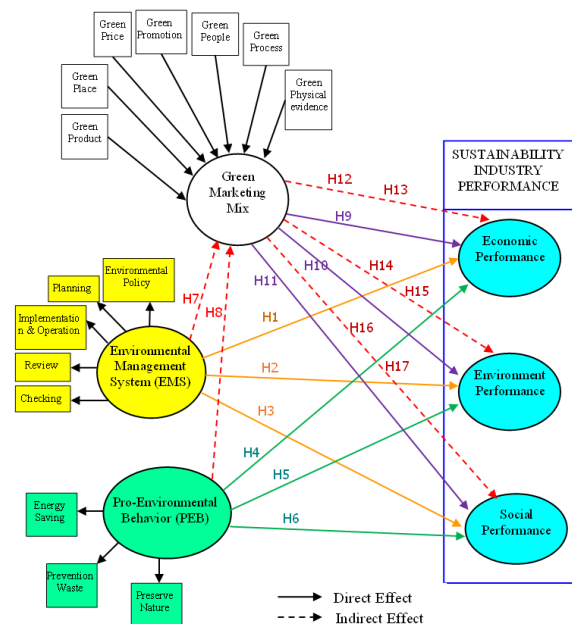 Green
Price
Green
Promotion
Green
People
Green
Process
Green
Place
Green
Physical
evidence
Green
Product
SUSTAINABILITY
INDUSTRY
PERFORMANCE
Green
Marketing
Mix
H12
H13
H9
Economic
Performance
H10
H14
H11
H15
Environmental
Policy
Planning
H7
H8
Implementatio
n & Operation
H1
H16
Environmental
Management
System (EMS)
Review
H2
H17
Environment
Performance
Checking
H3
H4
H5
Energy
Saving
Pro-Environmental
Behavior (PEB)
H6
Social
Performance
Prevention
Waste
Preserve
Nature
Direct Effect
Indirect Effect